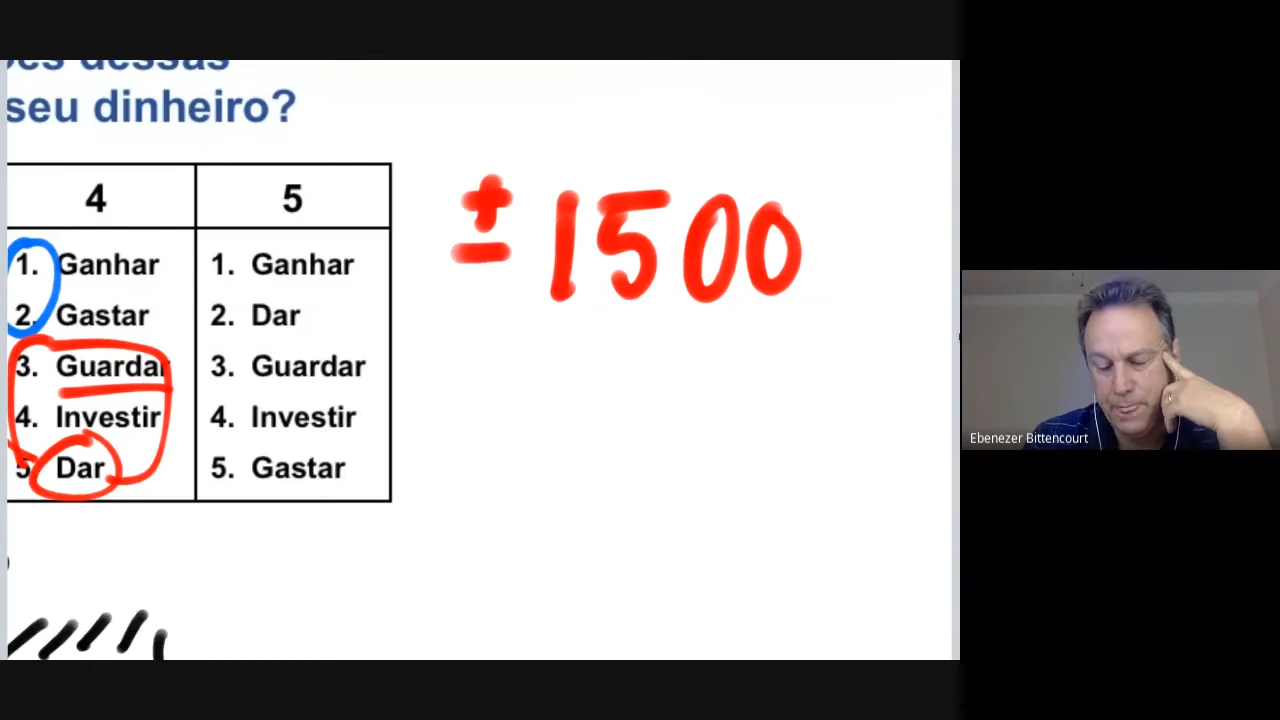 seu dinheiro?
4
1. Ganhar
2. Gastar
3. Guardar
4. Investir
5 Dar
5
1. Ganhar
2. Dar
3. Guardar
4. Investir
5. Gastar
± 1500
Ebenezer Bittencourt